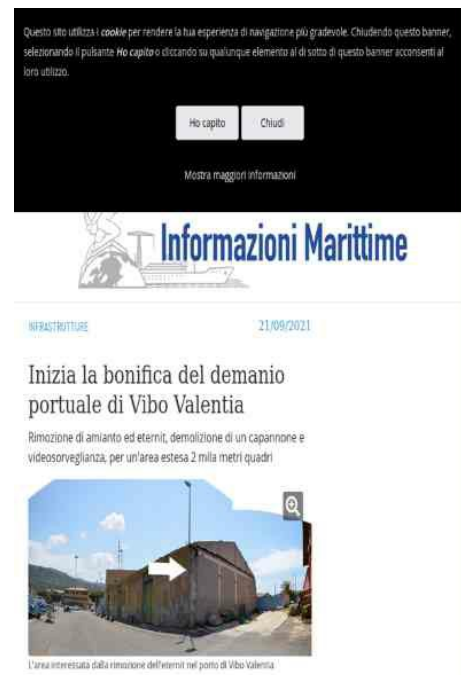 Questo sito utilizza i cookie per rendere la tua esperienza di navigazione più gradevole. Chiudendo questo banner,
selezionando il pulsante Ho capito o cliccando su qualunque elemento al di sotto di questo banner acconsenti al
loro utilizzo.
Ho capito
Chiudi
Mostra maggiori informazioni
Informazioni Marittime
INFRASTRUTTURE
21/09/2021
Inizia la bonifica del demanio
portuale di Vibo Valentia
Rimozione di amianto ed eternit, demolizione di un capannone e
videosorveglianza, per un'area estesa 2 mila metri quadri
L'area interessata dalla rimozione dell'eternit nel porto di Vibo Valentia